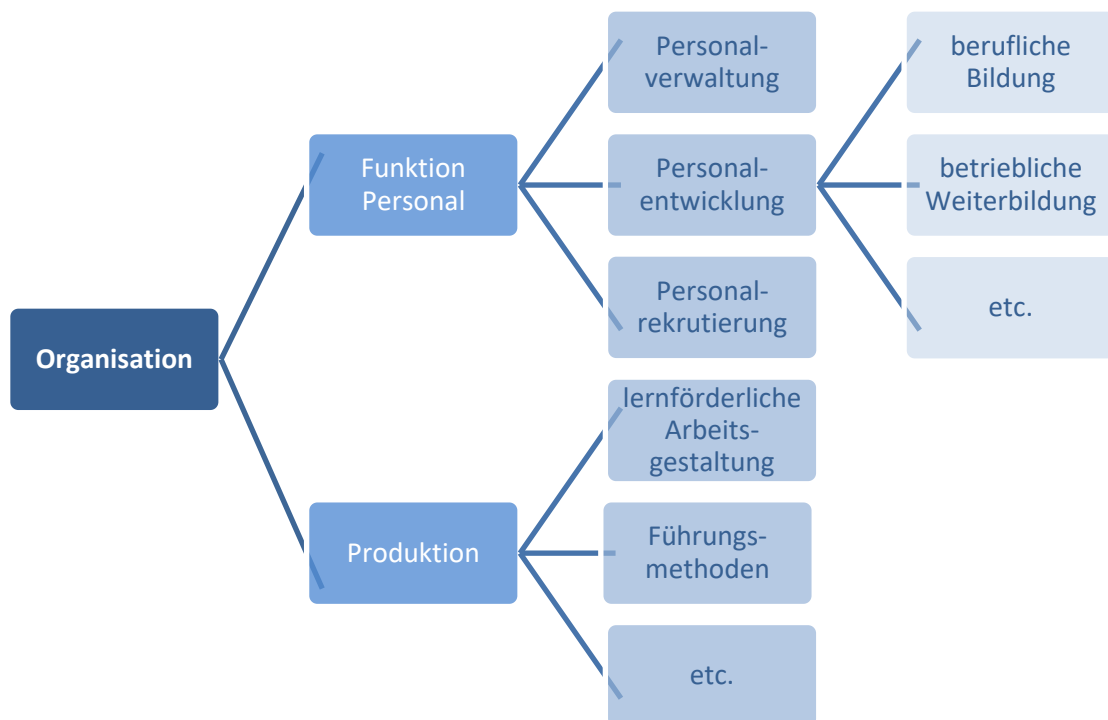 Organisation
Funktion
Personal
Personal-
verwaltung
Personal-
entwicklung
berufliche
Bildung
betriebliche
Weiterbildung
etc.
Personal-
rekrutierung
Produktion
lernförderliche
Arbeits-
gestaltung
Führungs-
methoden
etc.